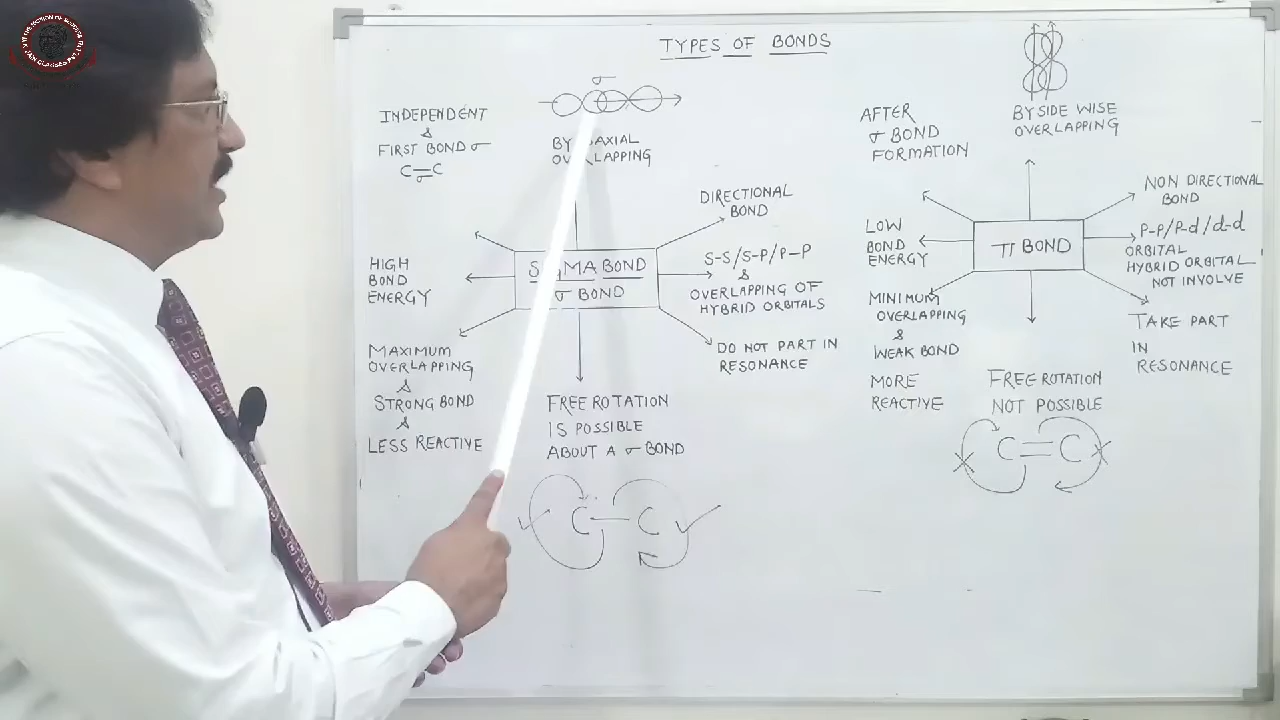 TYPES OF BONDS
σ
INDEPENDENT
&
FIRST BOND σ
C=C
σ
OVERLAPPING
HIGH
BOND
ENERGY
MAXIMUM
OVERLAPPING
&
STRONG BOND
&
LESS REACTIVE
SIGMA BOND
σ BOND
DIRECTIONAL
BOND
S-S/S-P/P-P
&
OVERLAPPING OF
HYBRID ORBITALS
DO NOT PART IN
RESONANCE
FREE ROTATION
IS POSSIBLE
ABOUT A σ BOND
C — C
AFTER
σ BOND
FORMATION
BY SIDE WISE
OVERLAPPING
LOW
BOND
ENERGY
MINIMUM
OVERLAPPING
&
WEAK BOND
MORE
REACTIVE
π BOND
NON DIRECTIONAL
BOND
P-P/P-d/d-d
ORBITAL
HYBRID ORBITAL
NOT INVOLVE
TAKE PART
IN
RESONANCE
FREE ROTATION
NOT POSSIBLE
C = C